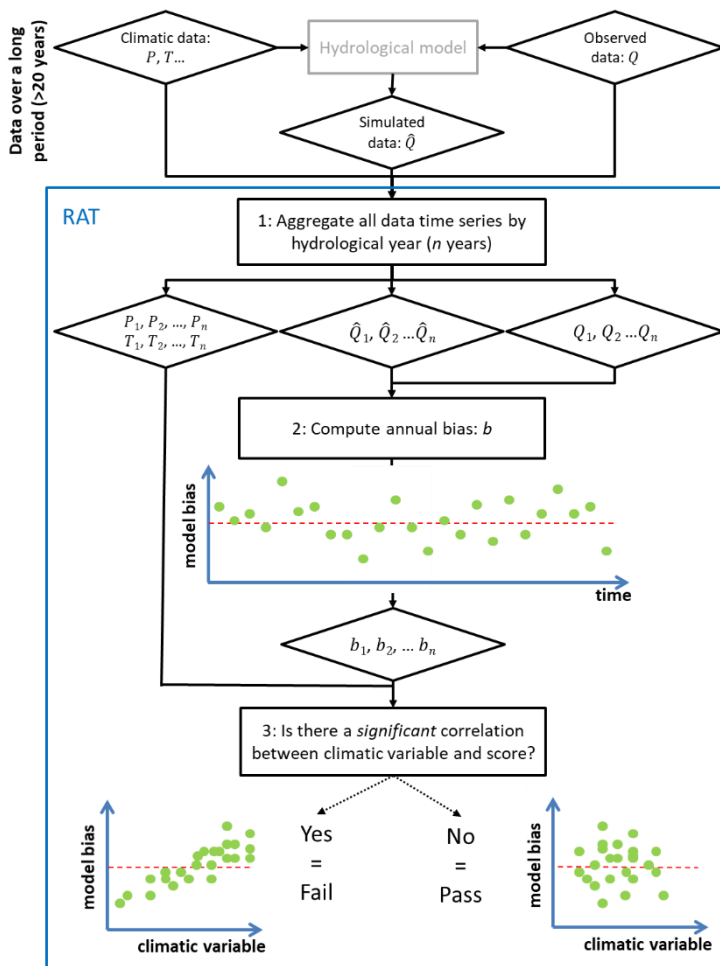 Data over a long
period (>20 years)
Climatic data:
P, T…
Hydrological model
Observed
data: Q
Simulated
data: Q̂
RAT
1: Aggregate all data time series by
hydrological year (n years)
P₁, P₂, …, Pₙ
T₁, T₂, …, Tₙ
Q̂₁, Q̂₂ …Q̂ₙ
Q₁, Q₂ …Qₙ
2: Compute annual bias: b
model bias
time
b₁, b₂, … bₙ
3: Is there a significant correlation
between climatic variable and score?
model bias
climatic variable
Yes
=
Fail
No
=
Pass
model bias
climatic variable